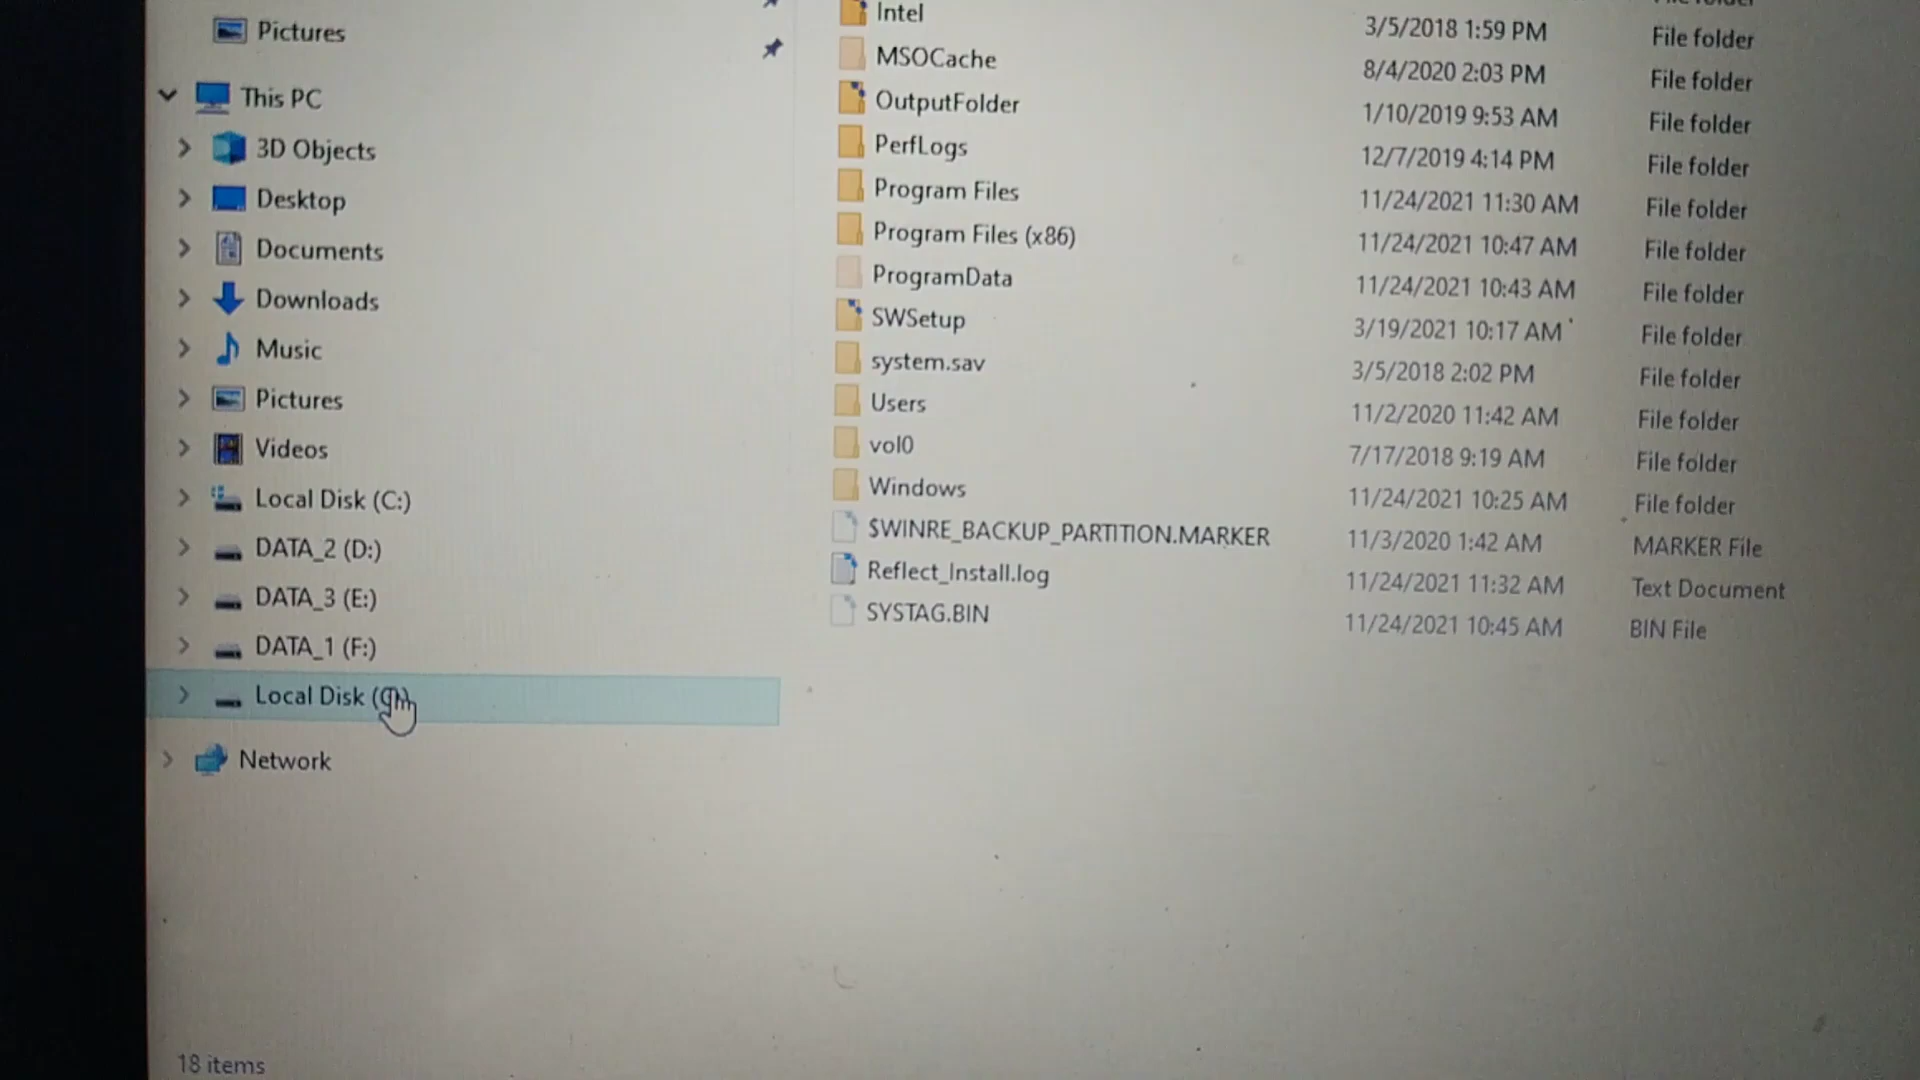 Pictures
This PC
3D Objects
Desktop
Documents
Downloads
Music
Pictures
Videos
Local Disk (C:)
DATA_2 (D:)
DATA_3 (E:)
DATA_1 (F:)
Local Disk
Network
18 items
Intel 3/5/2018 1:59 PM File folder
MSOCache 8/4/2020 2:03 PM File folder
OutputFolder 1/10/2019 9:53 AM File folder
PerfLogs 12/7/2019 4:14 PM File folder
Program Files 11/24/2021 11:30 AM File folder
Program Files (x86) 11/24/2021 10:47 AM File folder
ProgramData 11/24/2021 10:43 AM File folder
SWSetup 3/19/2021 10:17 AM File folder
system.sav 3/5/2018 2:02 PM File folder
Users 11/2/2020 11:42 AM File folder
vol0 7/17/2018 9:19 AM File folder
Windows 11/24/2021 10:25 AM File folder
$WINRE_BACKUP_PARTITION.MARKER 11/3/2020 1:42 AM MARKER File
Reflect_Install.log 11/24/2021 11:32 AM Text Document
SYSTAG.BIN 11/24/2021 10:45 AM BIN File